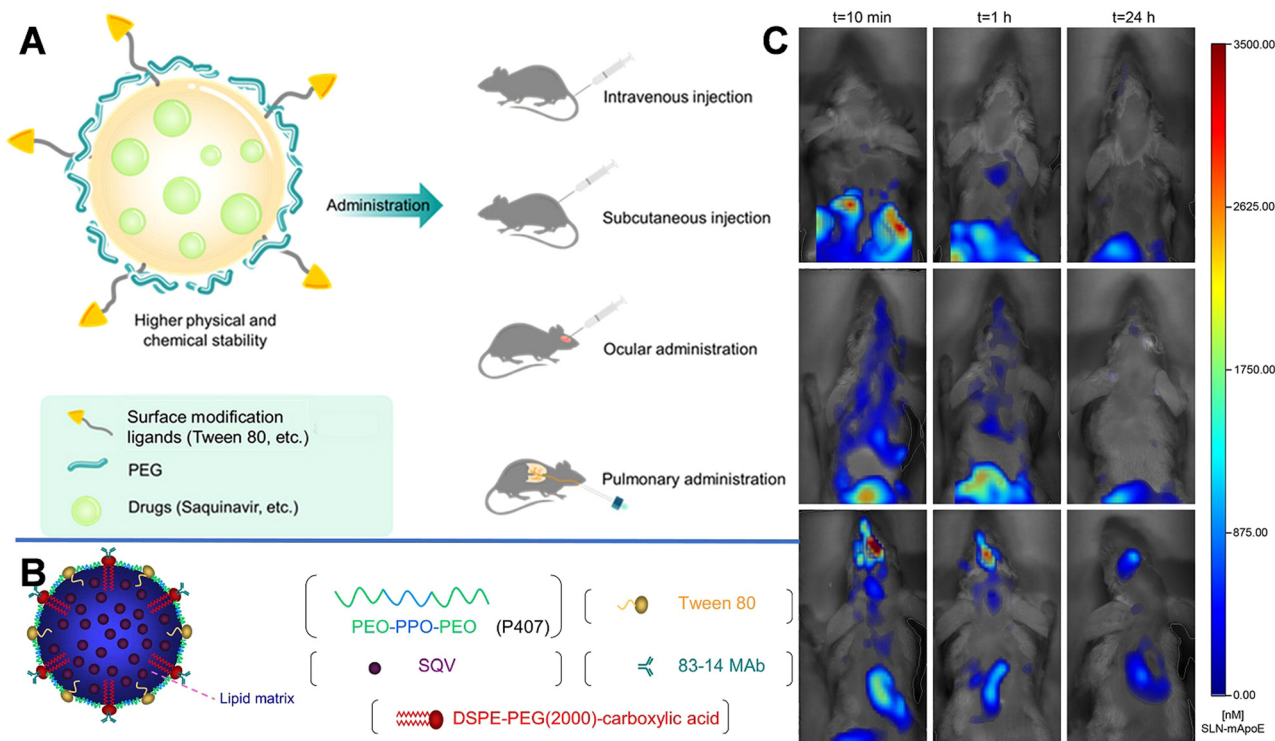 A
Intravenous injection
Subcutaneous injection
Administration
Ocular administration
Pulmonary administration
Higher physical and
chemical stability
Surface modification
ligands (Tween 80, etc.)
PEG
Drugs (Saquinavir, etc.)
B
Lipid matrix
PEO-PPO-PEO (P407)
Tween 80
SQV
83-14 MAb
DSPE-PEG(2000)-carboxylic acid
C
t=10 min t=1 h t=24 h
3500.00
2625.00
1750.00
875.00
0.00
[nM]
SLN-mApoE